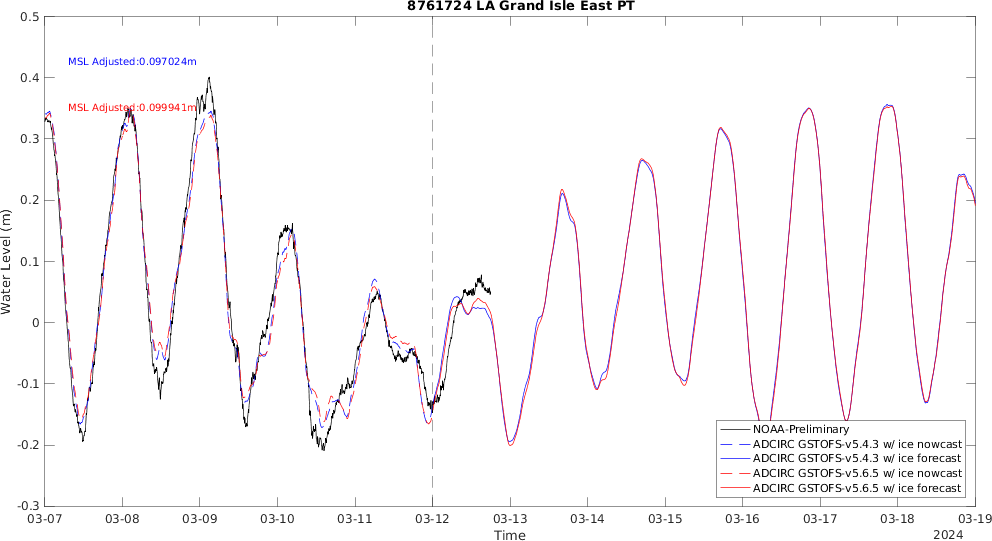 8761724 LA Grand Isle East PT
0.5
MSL Adjusted:0.097024m
0.4
MSL Adjusted:0.099941m
0.3
0.2
0.1
0
-0.1
-0.2
-0.3
Water Level (m)
NOAA-Preliminary
ADCIRC GSTOFS-v5.4.3 w/ ice nowcast
ADCIRC GSTOFS-v5.4.3 w/ ice forecast
ADCIRC GSTOFS-v5.6.5 w/ ice nowcast
ADCIRC GSTOFS-v5.6.5 w/ ice forecast
03-07 03-08 03-09 03-10 03-11 03-12 03-13 03-14 03-15 03-16 03-17 03-18 03-19
Time
2024